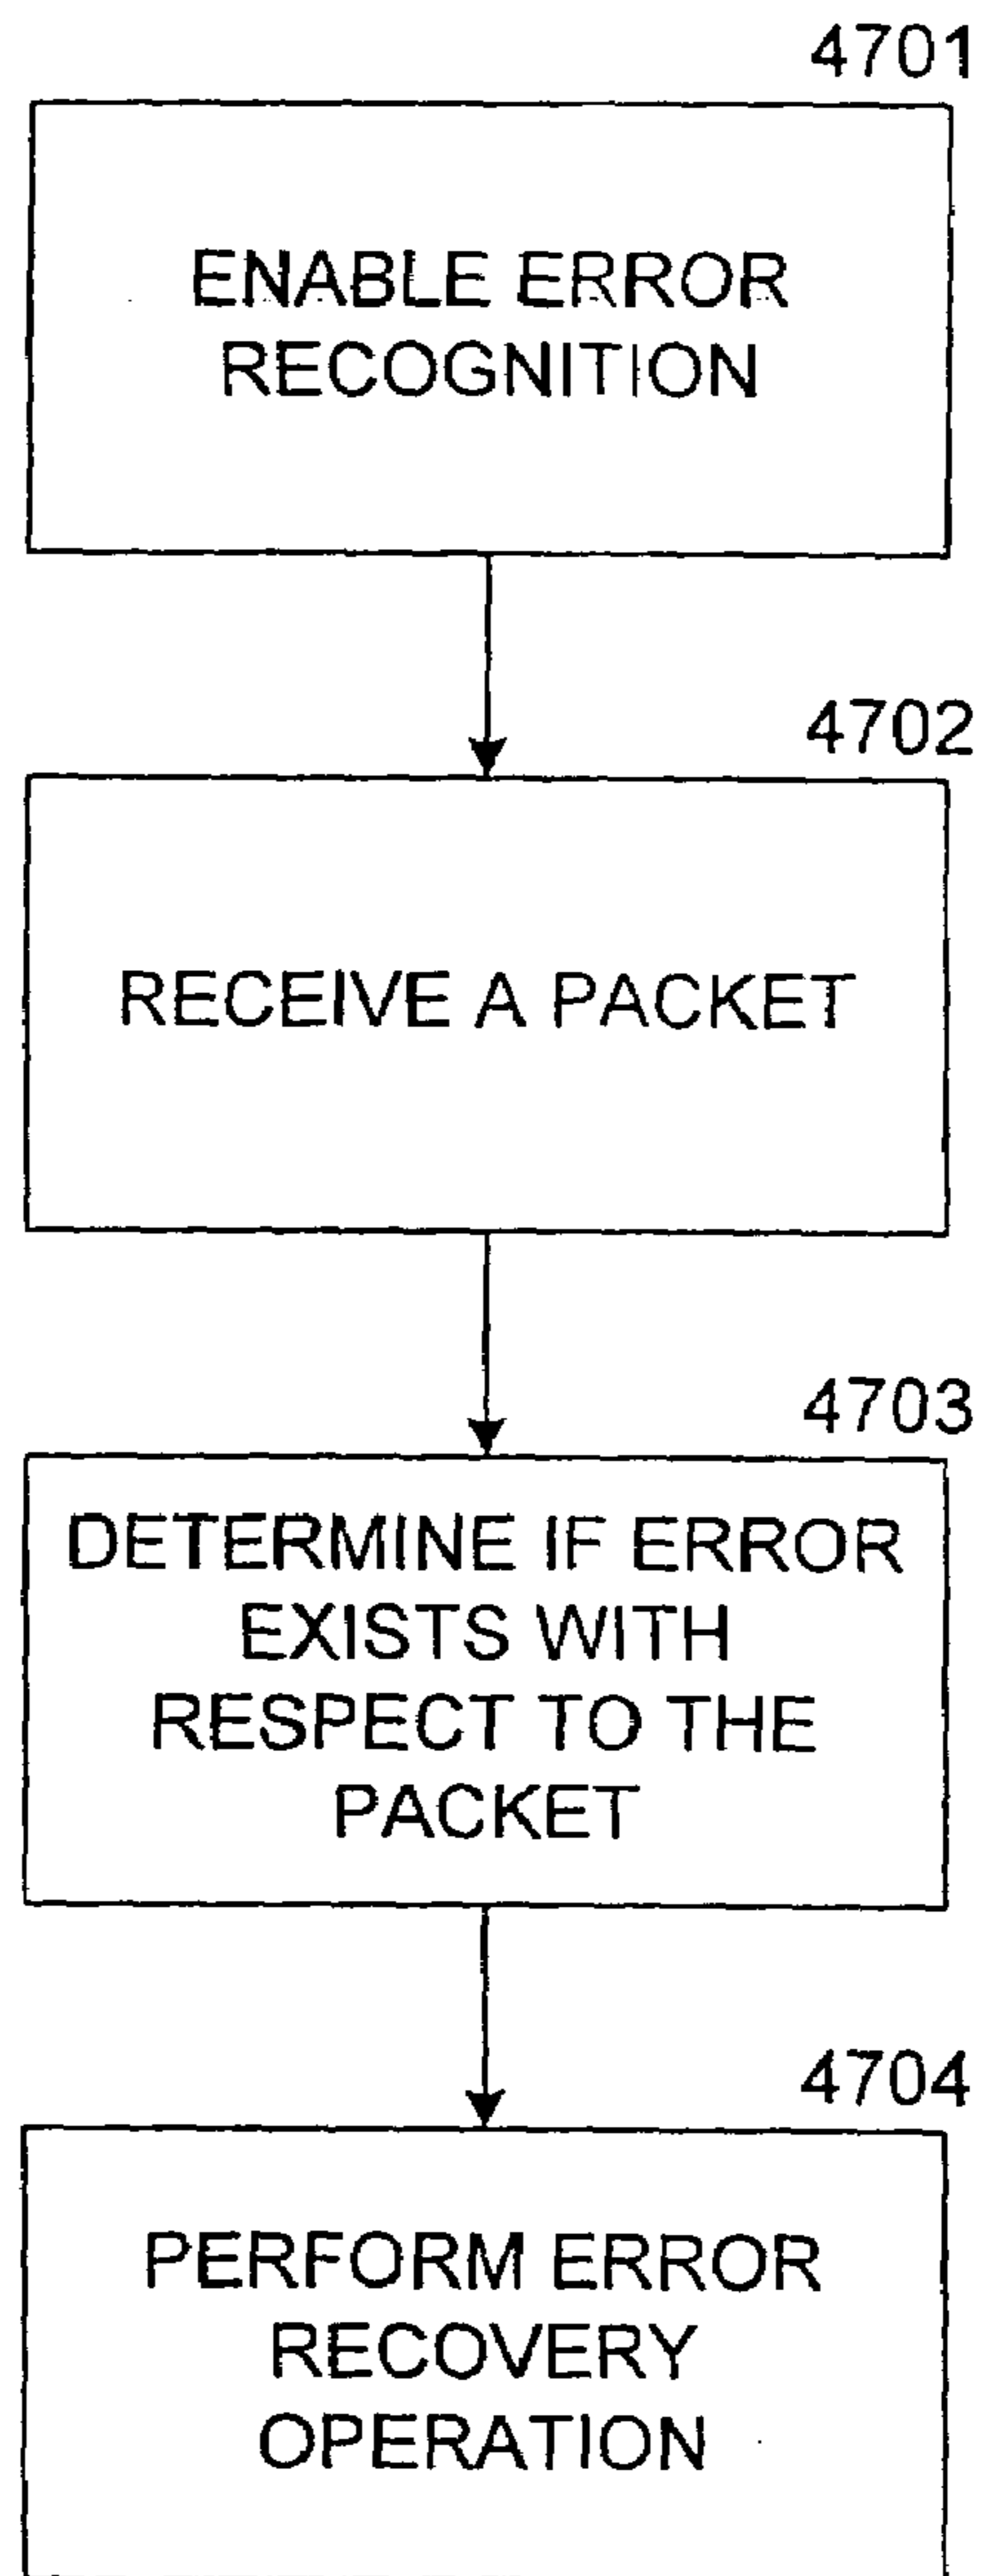 4701
ENABLE ERROR
RECOGNITION
4702
RECEIVE A PACKET
4703
DETERMINE IF ERROR
EXISTS WITH
RESPECT TO THE
PACKET
4704
PERFORM ERROR
RECOVERY
OPERATION